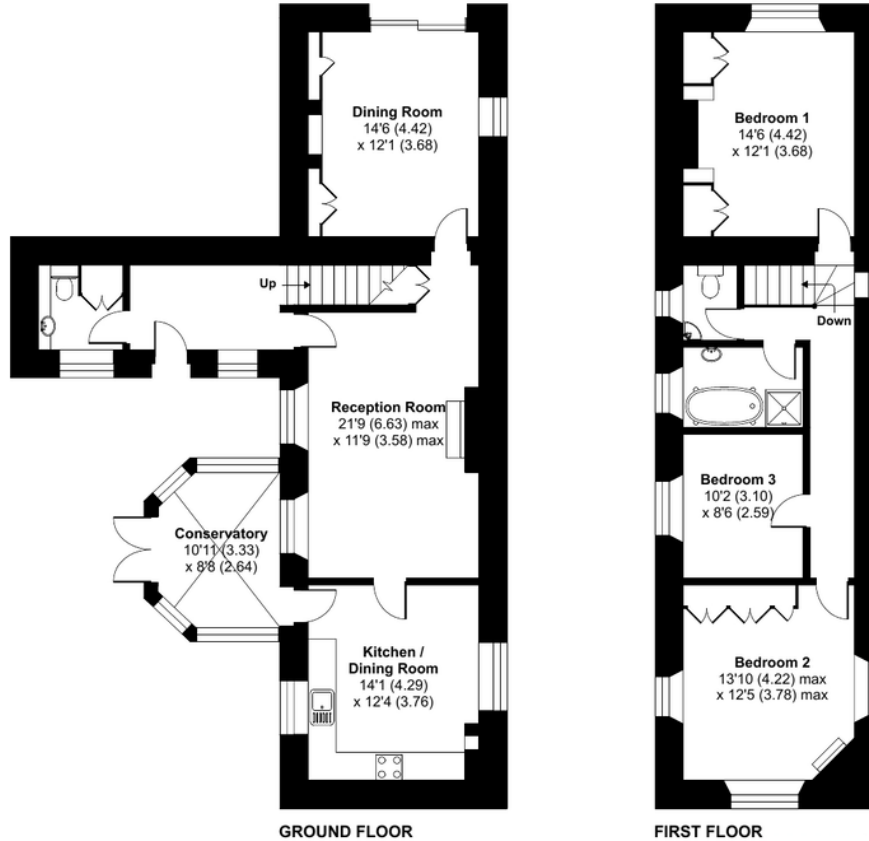 Dining Room
14'6 (4.42)
x 12'1 (3.68)
Up
Reception Room
21'9 (6.63) max
x 11'9 (3.58) max
Conservatory
10'11 (3.33)
x 8'8 (2.64)
Kitchen /
Dining Room
14'1 (4.29)
x 12'4 (3.76)
GROUND FLOOR
Bedroom 1
14'6 (4.42)
x 12'1 (3.68)
Down
Bedroom 3
10'2 (3.10)
x 8'6 (2.59)
Bedroom 2
13'10 (4.22) max
x 12'5 (3.78) max
FIRST FLOOR